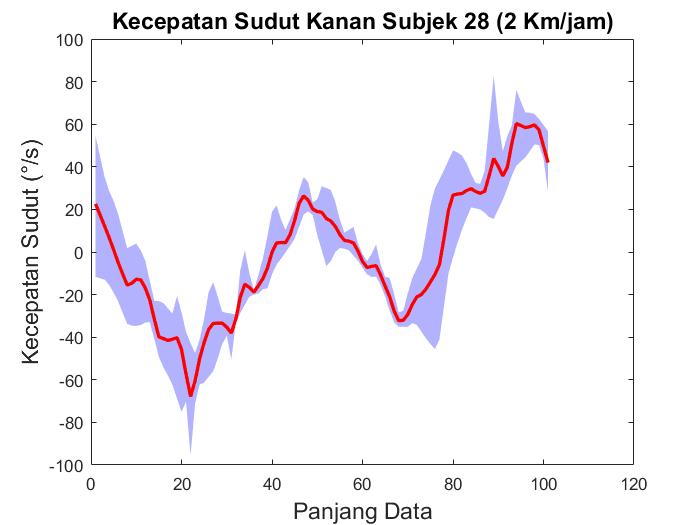 Kecepatan Sudut Kanan Subjek 28 (2 Km/jam)
100
80
60
40
20
0
-20
-40
-60
-80
-100
Kecepatan Sudut (°/s)
0 20 40 60 80 100 120
Panjang Data